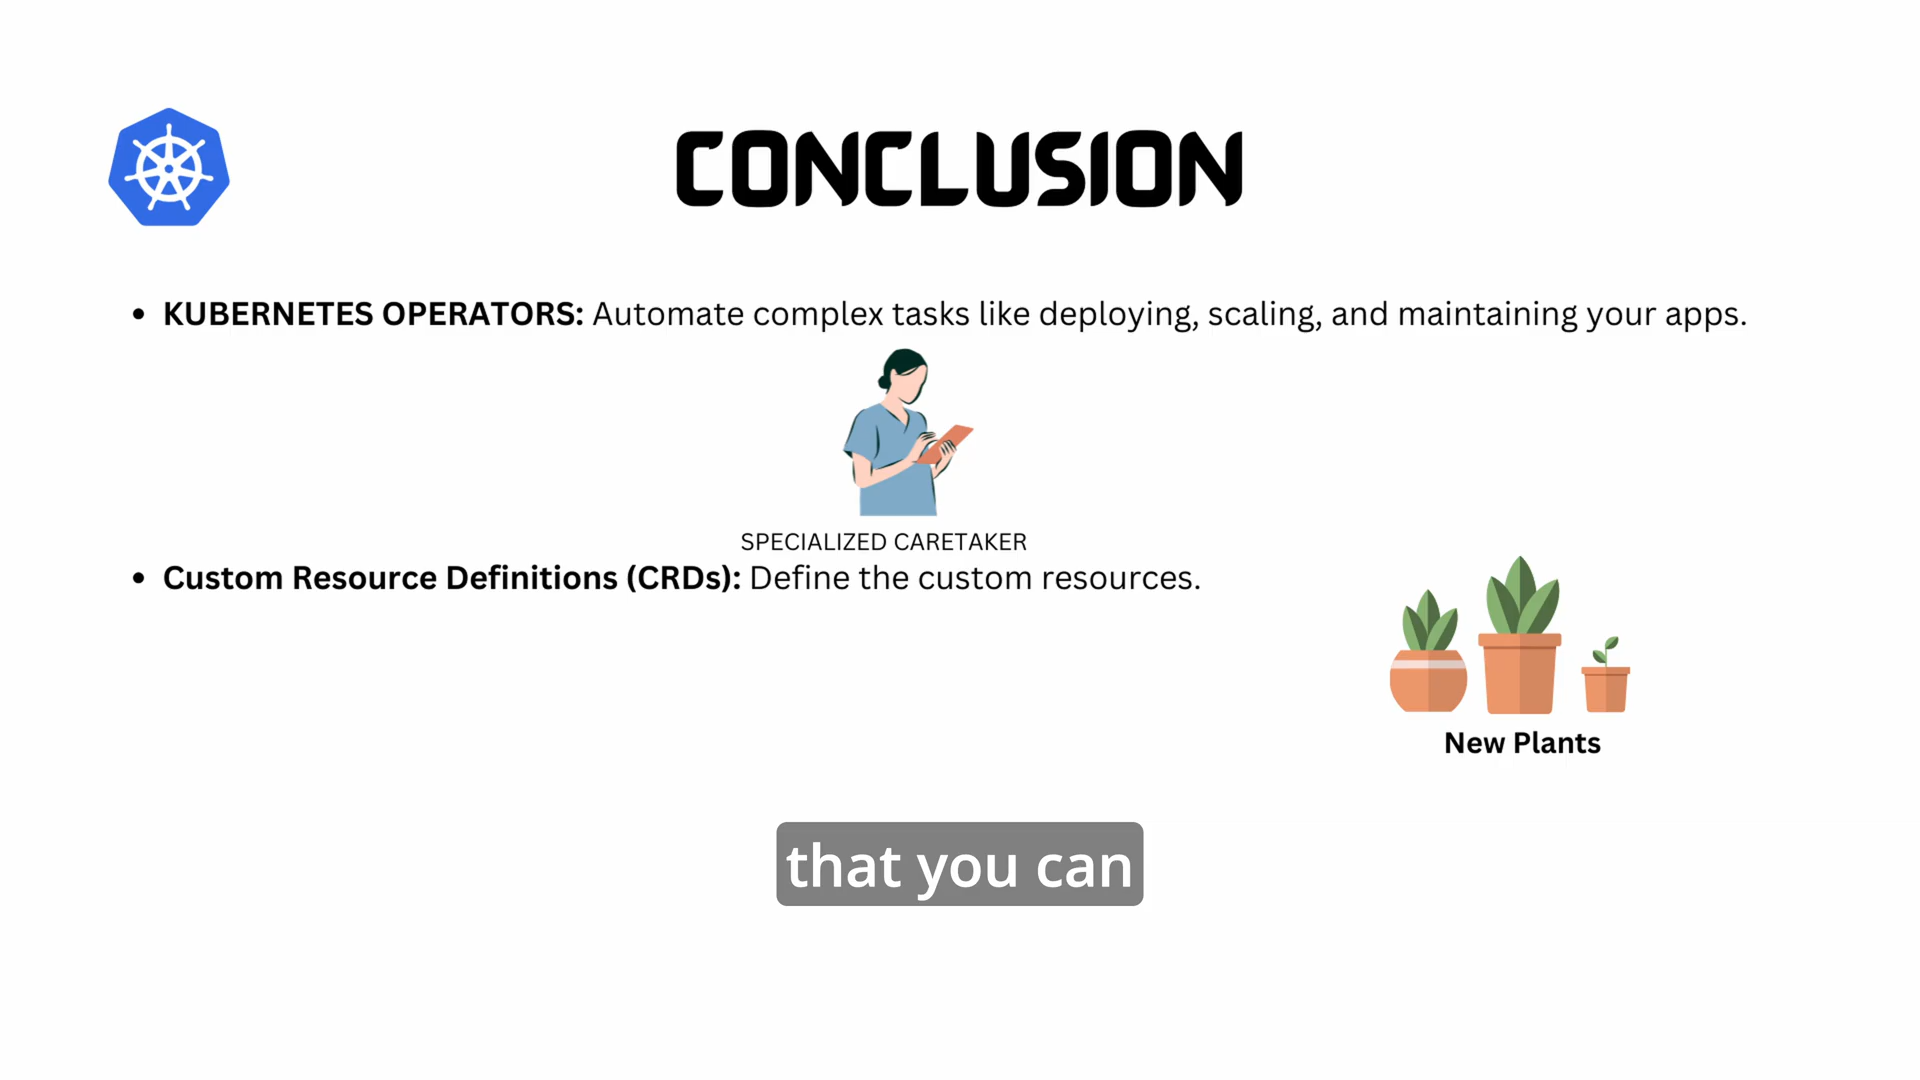 CONCLUSION
• KUBERNETES OPERATORS: Automate complex tasks like deploying, scaling, and maintaining your apps.
SPECIALIZED CARETAKER
• Custom Resource Definitions (CRDs): Define the custom resources.
New Plants
that you can